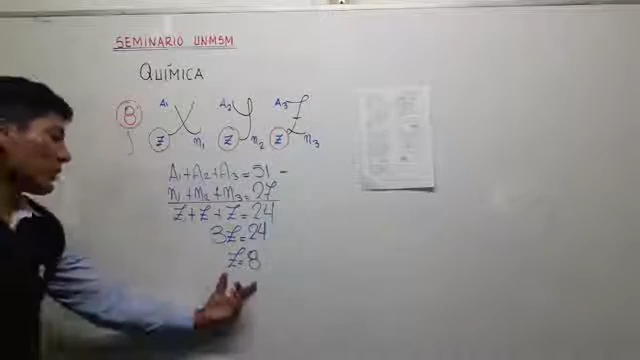 SEMINARIO UNMSM
QUÍMICA
8
A₁ X Z n₁ A₂ Y Z n₂ A₃ Z Z n₃
A₁+A₂+A₃=51 -
n₁+n₂+n₃=27
Z+Z+Z=24
3Z=24
Z=8